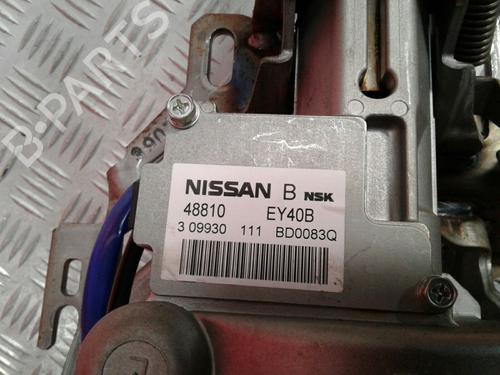 B-PARTS
NISSAN B NSK
48810 EY40B
3 09930 111 BD0083Q